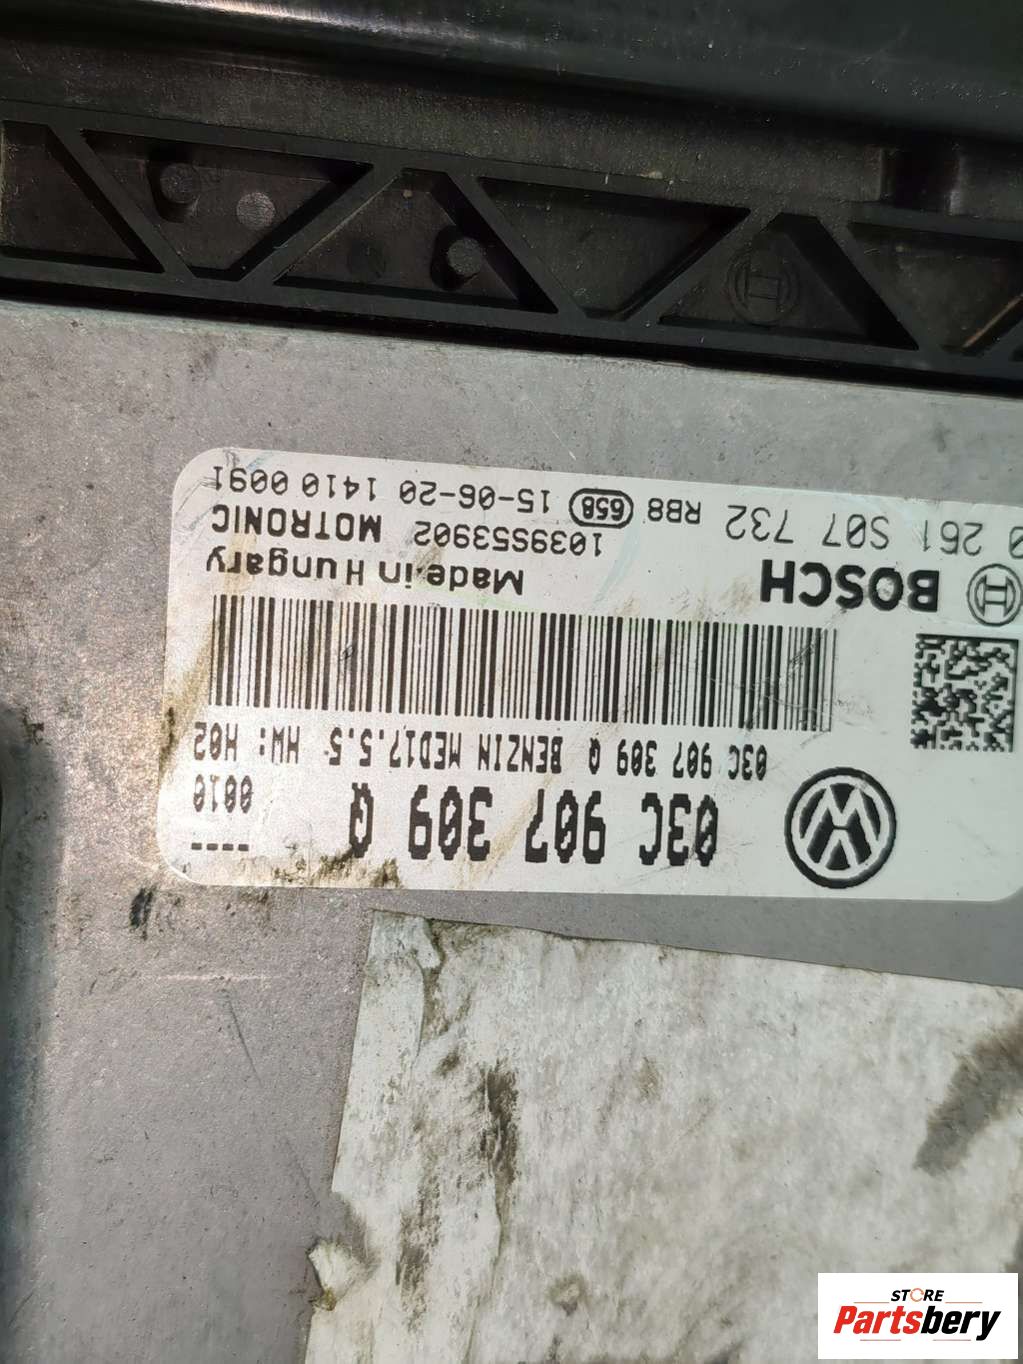 ----
03C 907 309 Q 0010
03C 907 309 Q BENZIN MED17.5.5 HW: H02
BOSCH Made in Hungary
1039S53902 MOTRONIC
0 261 S07 732 RB8 658 15-06-20 1410 0091
STORE
Partsbery